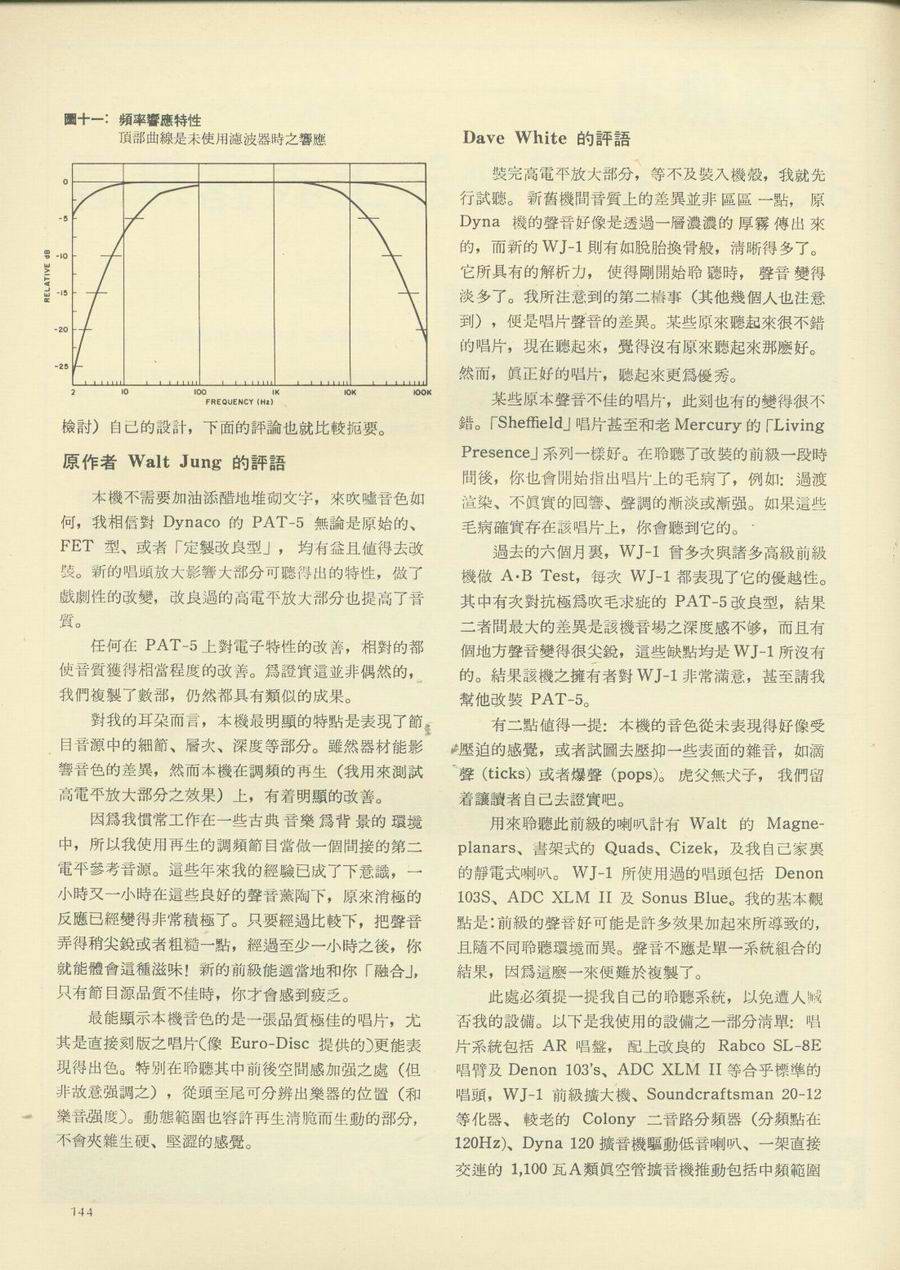 圖十一：頻率響應特性
頂部曲線是未使用濾波器時之響應
0
-5
-10
-15
-20
-25
RELATIVE dB
2 10 100 1K 10K 100K
FREQUENCY (Hz)
檢討）自己的設計，下面的評論也就比較扼要。
原作者 Walt Jung 的評語
本機不需要加油添醋地堆砌文字，來吹噓音色如
何，我相信對 Dynaco 的 PAT-5 無論是原始的、
FET 型、或者「定製改良型」，均有益且值得去改
裝。新的唱頭放大影響大部分可聽得出的特性，做了
戲劇性的改變，改良過的高電平放大部分也提高了音
質。
任何在 PAT-5 上對電子特性的改善，相對的都
使音質獲得相當程度的改善。爲證實這並非偶然的，
我們複製了數部，仍然都具有類似的成果。
對我的耳朶而言，本機最明顯的特點是表現了節
目音源中的細節、層次、深度等部分。雖然器材能影
響音色的差異，然而本機在調頻的再生（我用來測試
高電平放大部分之效果）上，有着明顯的改善。
因爲我慣常工作在一些古典音樂爲背景的環境
中，所以我使用再生的調頻節目當做一個間接的第二
電平參考音源。這些年來我的經驗已成了下意識，一
小時又一小時在這些良好的聲音薰陶下，原來消極的
反應已經變得非常積極了。只要經過比較下，把聲音
弄得稍尖銳或者粗糙一點，經過至少一小時之後，你
就能體會這種滋味！新的前級能適當地和你「融合」，
只有節目源品質不佳時，你才會感到疲乏。
最能顯示本機音色的是一張品質極佳的唱片，尤
其是直接刻版之唱片（像 Euro-Disc 提供的）更能表
現得出色。特別在聆聽其中前後空間感加强之處（但
非故意强調之），從頭至尾可分辨出樂器的位置（和
樂音强度）。動態範圍也容許再生清脆而生動的部分，
不會夾雜生硬、堅澀的感覺。
144
Dave White 的評語
裝完高電平放大部分，等不及裝入機殼，我就先
行試聽。新舊機間音質上的差異並非區區一點，原
Dyna 機的聲音好像是透過一層濃濃的厚霧傳出來
的，而新的 WJ-1 則有如脫胎換骨般，清晰得多了。
它所具有的解析力，使得剛開始聆聽時，聲音變得
淡多了。我所注意到的第二樁事（其他幾個人也注意
到），便是唱片聲音的差異。某些原來聽起來很不錯
的唱片，現在聽起來，覺得沒有原來聽起來那麼好。
然而，眞正好的唱片，聽起來更爲優秀。
某些原本聲音不佳的唱片，此刻也有的變得很不
錯。「Sheffield」唱片甚至和老 Mercury 的「Living
Presence」系列一樣好。在聆聽了改裝的前級一段時
間後，你也會開始指出唱片上的毛病了，例如：過渡
渲染、不眞實的回響、聲調的漸淡或漸强。如果這些
毛病確實存在該唱片上，你會聽到它的。
過去的六個月裏，WJ-1 曾多次與諸多高級前級
機做 A·B Test，每次 WJ-1 都表現了它的優越性。
其中有次對抗極爲吹毛求疵的 PAT-5 改良型，結果
二者間最大的差異是該機音場之深度感不够，而且有
個地方聲音變得很尖銳，這些缺點均是 WJ-1 所沒有
的。結果該機之擁有者對 WJ-1 非常滿意，甚至請我
幫他改裝 PAT-5。
有二點值得一提：本機的音色從未表現得好像受
壓迫的感覺，或者試圖去壓抑一些表面的雜音，如滴
聲 (ticks) 或者爆聲 (pops)。虎父無犬子，我們留
着讓讀者自己去證實吧。
用來聆聽此前級的喇叭計有 Walt 的 Magne-
planars、書架式的 Quads、Cizek，及我自己家裏
的靜電式喇叭。WJ-1 所使用過的唱頭包括 Denon
103S、ADC XLM II 及 Sonus Blue。我的基本觀
點是：前級的聲音好可能是許多效果加起來所導致的，
且隨不同聆聽環境而異。聲音不應是單一系統組合的
結果，因爲這麼一來便難於複製了。
此處必須提一提我自己的聆聽系統，以免遭人
否我的設備。以下是我使用的設備之一部分清單：唱
片系統包括 AR 唱盤，配上改良的 Rabco SL-8E
唱臂及 Denon 103's、ADC XLM II 等合乎標準的
唱頭，WJ-1 前級擴大機、Soundcraftsman 20-12
等化器、較老的 Colony 二音路分頻器（分頻點在
120Hz）、Dyna 120 擴音機驅動低音喇叭、一架直接
交連的 1,100 瓦A類眞空管擴音機推動包括中頻範圍